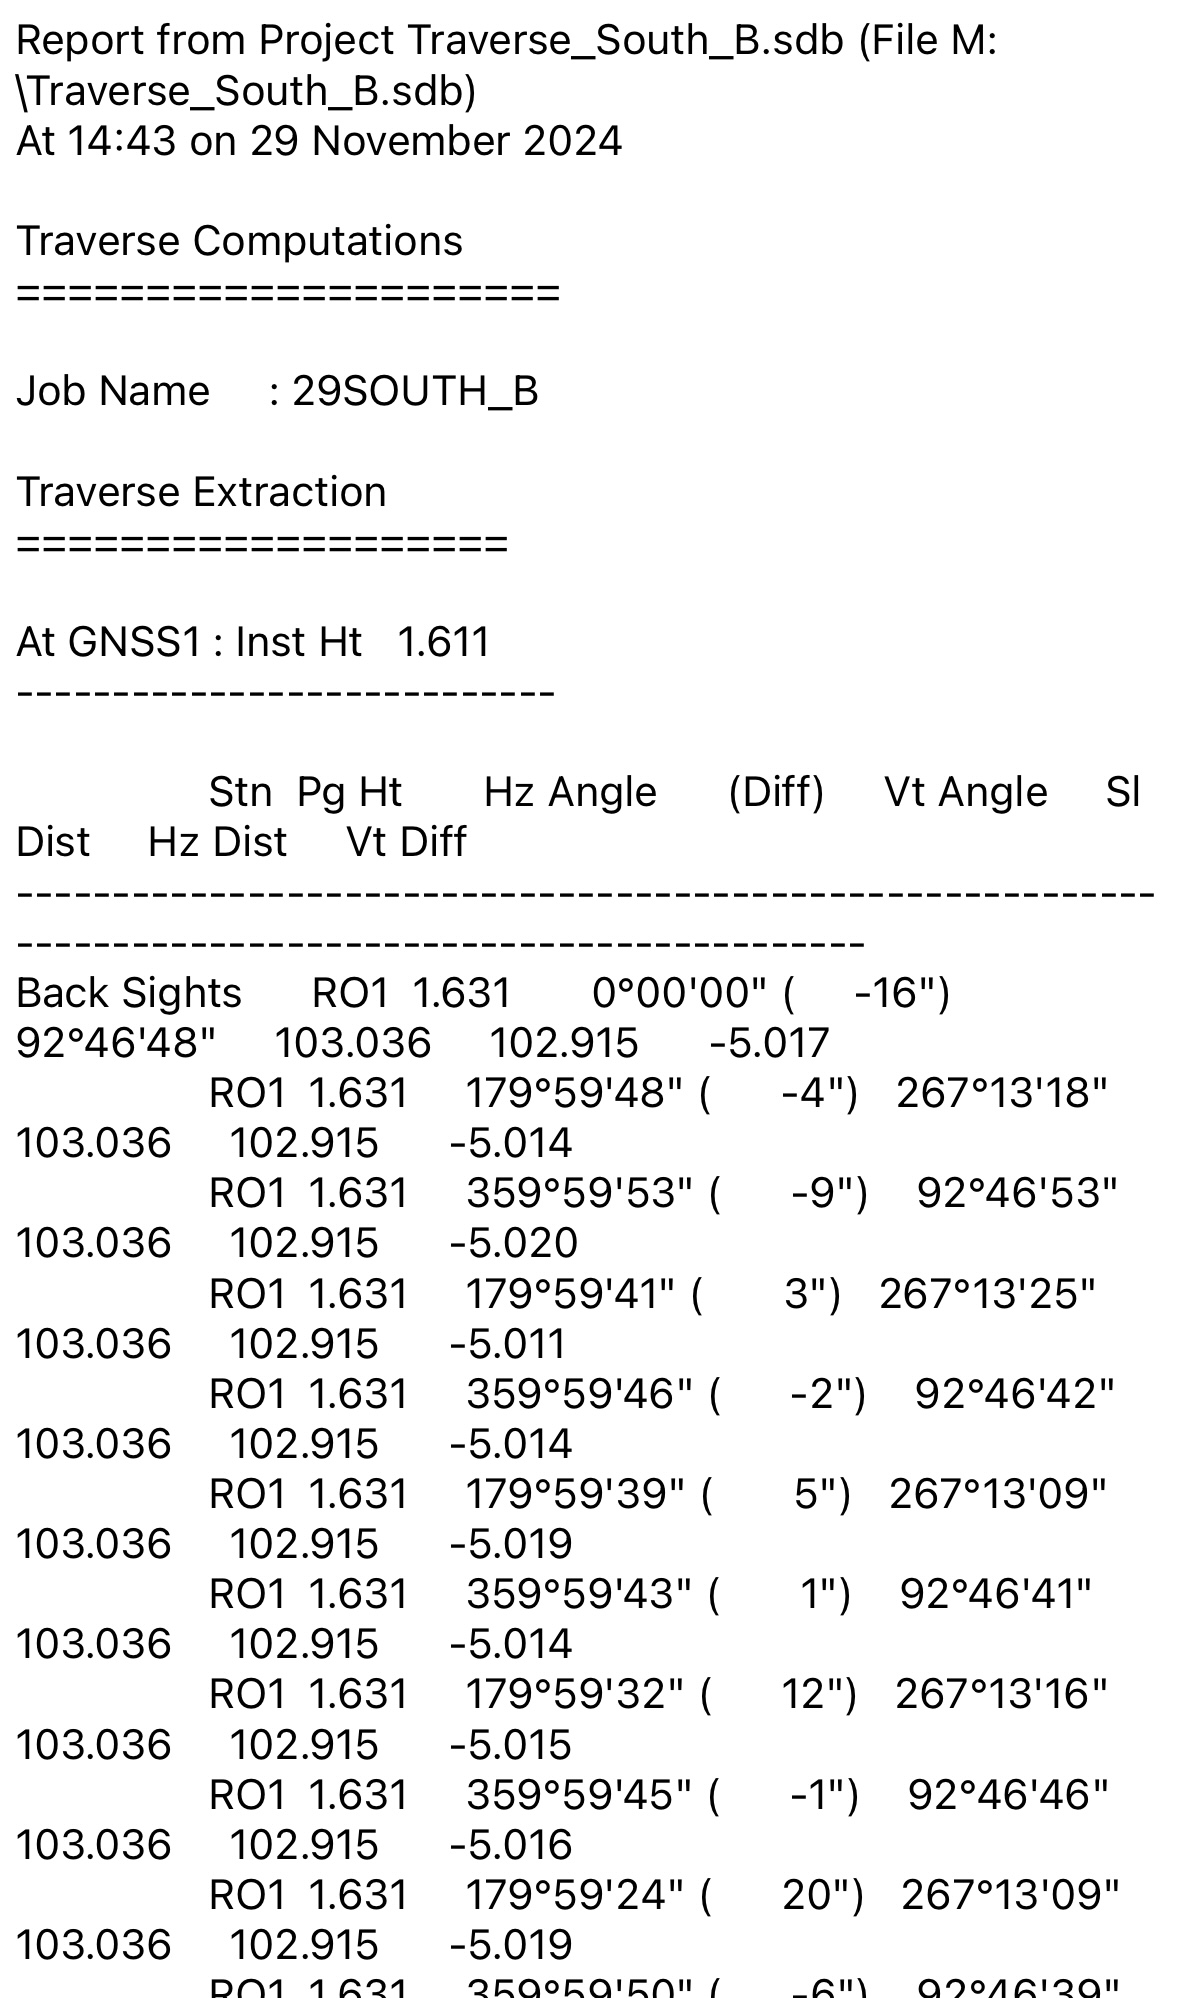 Report from Project Traverse_South_B.sdb (File M:
\Traverse_South_B.sdb)
At 14:43 on 29 November 2024
Traverse Computations
=====================
Job Name     : 29SOUTH_B
Traverse Extraction
===================
At GNSS1 : Inst Ht   1.611
----------------------------
Stn  Pg Ht       Hz Angle      (Diff)     Vt Angle     Sl
Dist     Hz Dist     Vt Diff
------------------------------------------------------------
--------------------------------------------
Back Sights      RO1  1.631       0°00'00" (     -16")
92°46'48"     103.036     102.915      -5.017
RO1  1.631     179°59'48" (      -4")   267°13'18"
103.036     102.915      -5.014
RO1  1.631     359°59'53" (      -9")    92°46'53"
103.036     102.915      -5.020
RO1  1.631     179°59'41" (       3")   267°13'25"
103.036     102.915      -5.011
RO1  1.631     359°59'46" (      -2")    92°46'42"
103.036     102.915      -5.014
RO1  1.631     179°59'39" (       5")   267°13'09"
103.036     102.915      -5.019
RO1  1.631     359°59'43" (       1")    92°46'41"
103.036     102.915      -5.014
RO1  1.631     179°59'32" (      12")   267°13'16"
103.036     102.915      -5.015
RO1  1.631     359°59'45" (      -1")    92°46'46"
103.036     102.915      -5.016
RO1  1.631     179°59'24" (      20")   267°13'09"
103.036     102.915      -5.019
RO1  1.631     359°59'50" (      -6")    92°46'39"